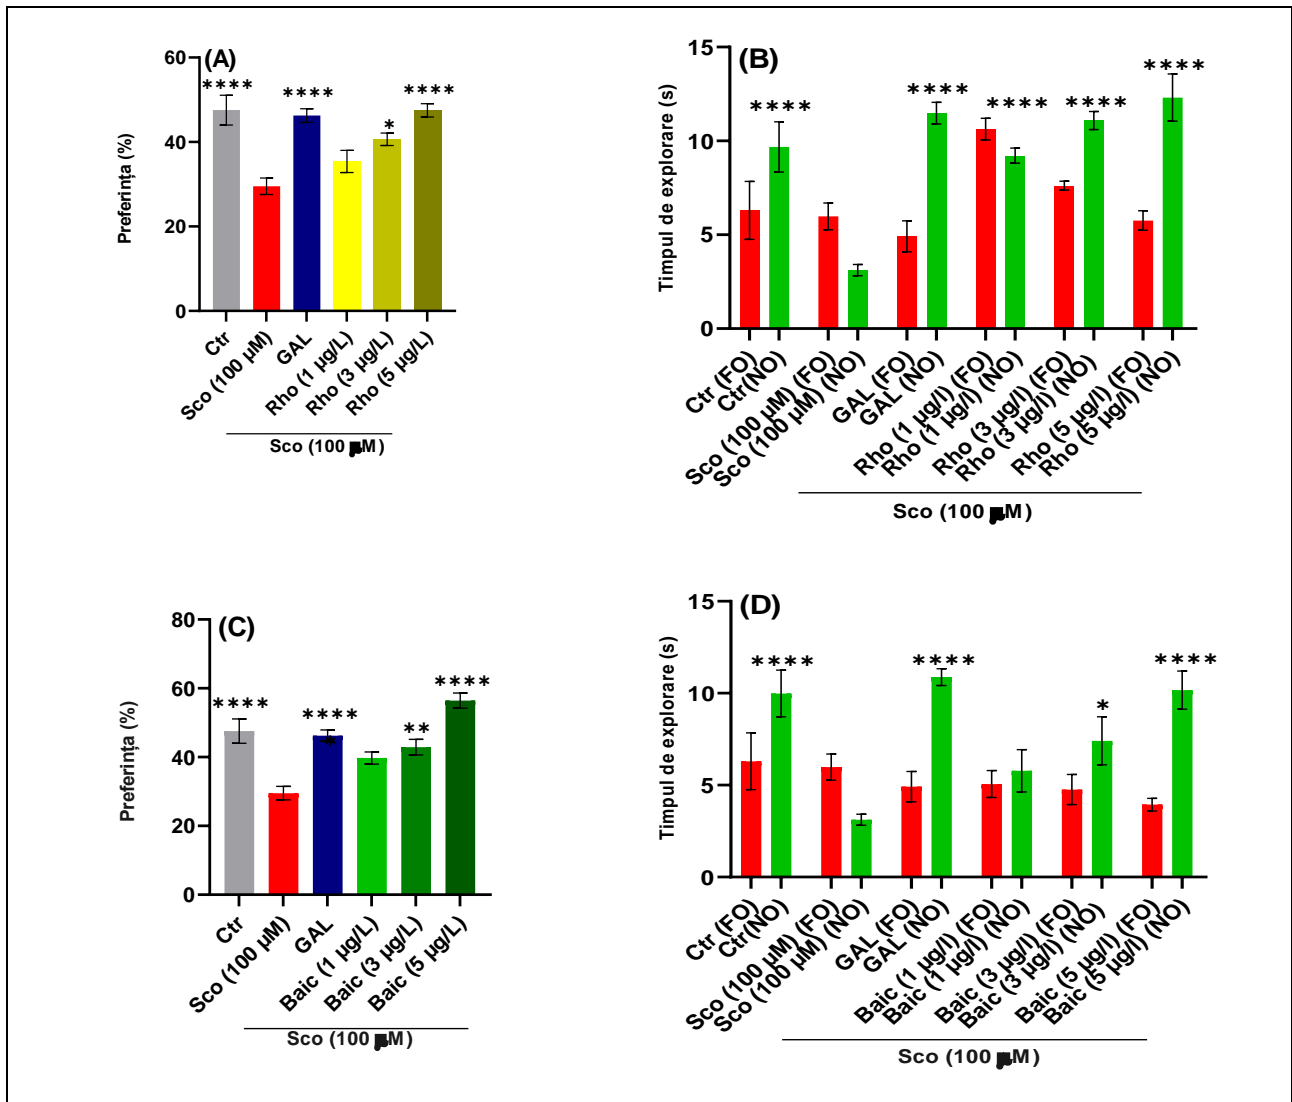 (A)
Preferința (%)
60
40
20
0
****
****
*
****
Ctr
Sco (100 µM)
GAL
Rho (1 µg/L)
Rho (3 µg/L)
Rho (5 µg/L)
Sco (100 µM)
(B)
Timpul de explorare (s)
15
10
5
0
****
****
****
****
****
Ctr (FO)
Ctr(NO)
Sco (100 µM) (FO)
Sco (100 µM) (NO)
GAL (FO)
GAL (NO)
Rho (1 µg/l) (FO)
Rho (1 µg/l) (NO)
Rho (3 µg/l) (FO)
Rho (3 µg/l) (NO)
Rho (5 µg/l) (FO)
Rho (5 µg/l) (NO)
Sco (100 µM)
(C)
Preferința (%)
80
60
40
20
0
****
****
**
****
Ctr
Sco (100 µM)
GAL
Baic (1 µg/L)
Baic (3 µg/L)
Baic (5 µg/L)
Sco (100 µM)
(D)
Timpul de explorare (s)
15
10
5
0
****
****
*
****
Ctr (FO)
Ctr(NO)
Sco (100 µM) (FO)
Sco (100 µM) (NO)
GAL (FO)
GAL (NO)
Baic (1 µg/l) (FO)
Baic (1 µg/l) (NO)
Baic (3 µg/l) (FO)
Baic (3 µg/l) (NO)
Baic (5 µg/l) (FO)
Baic (5 µg/l) (NO)
Sco (100 µM)